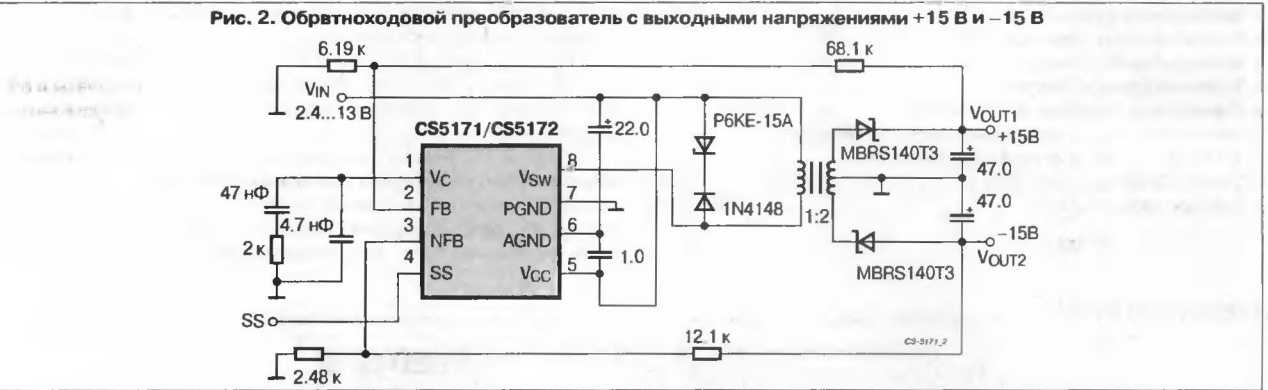 Рис. 2. Обрвтноходовой преобразователь с выходными напряжениями +15 В и –15 В
6.19 к
68.1 к
VIN
2.4...13 В
CS5171/CS5172
22.0
P6KE-15A
VOUT1
+15В
MBRS140T3
47.0
1
VC
VSW
8
47 нФ
2
FB
PGND
7
47.0
4.7 нФ
3
NFB
AGND
6
1N4148
1:2
2 к
4
SS
VCC
5
1.0
–15В
VOUT2
MBRS140T3
SS
12.1 к
CS-5171_2
2.48 к